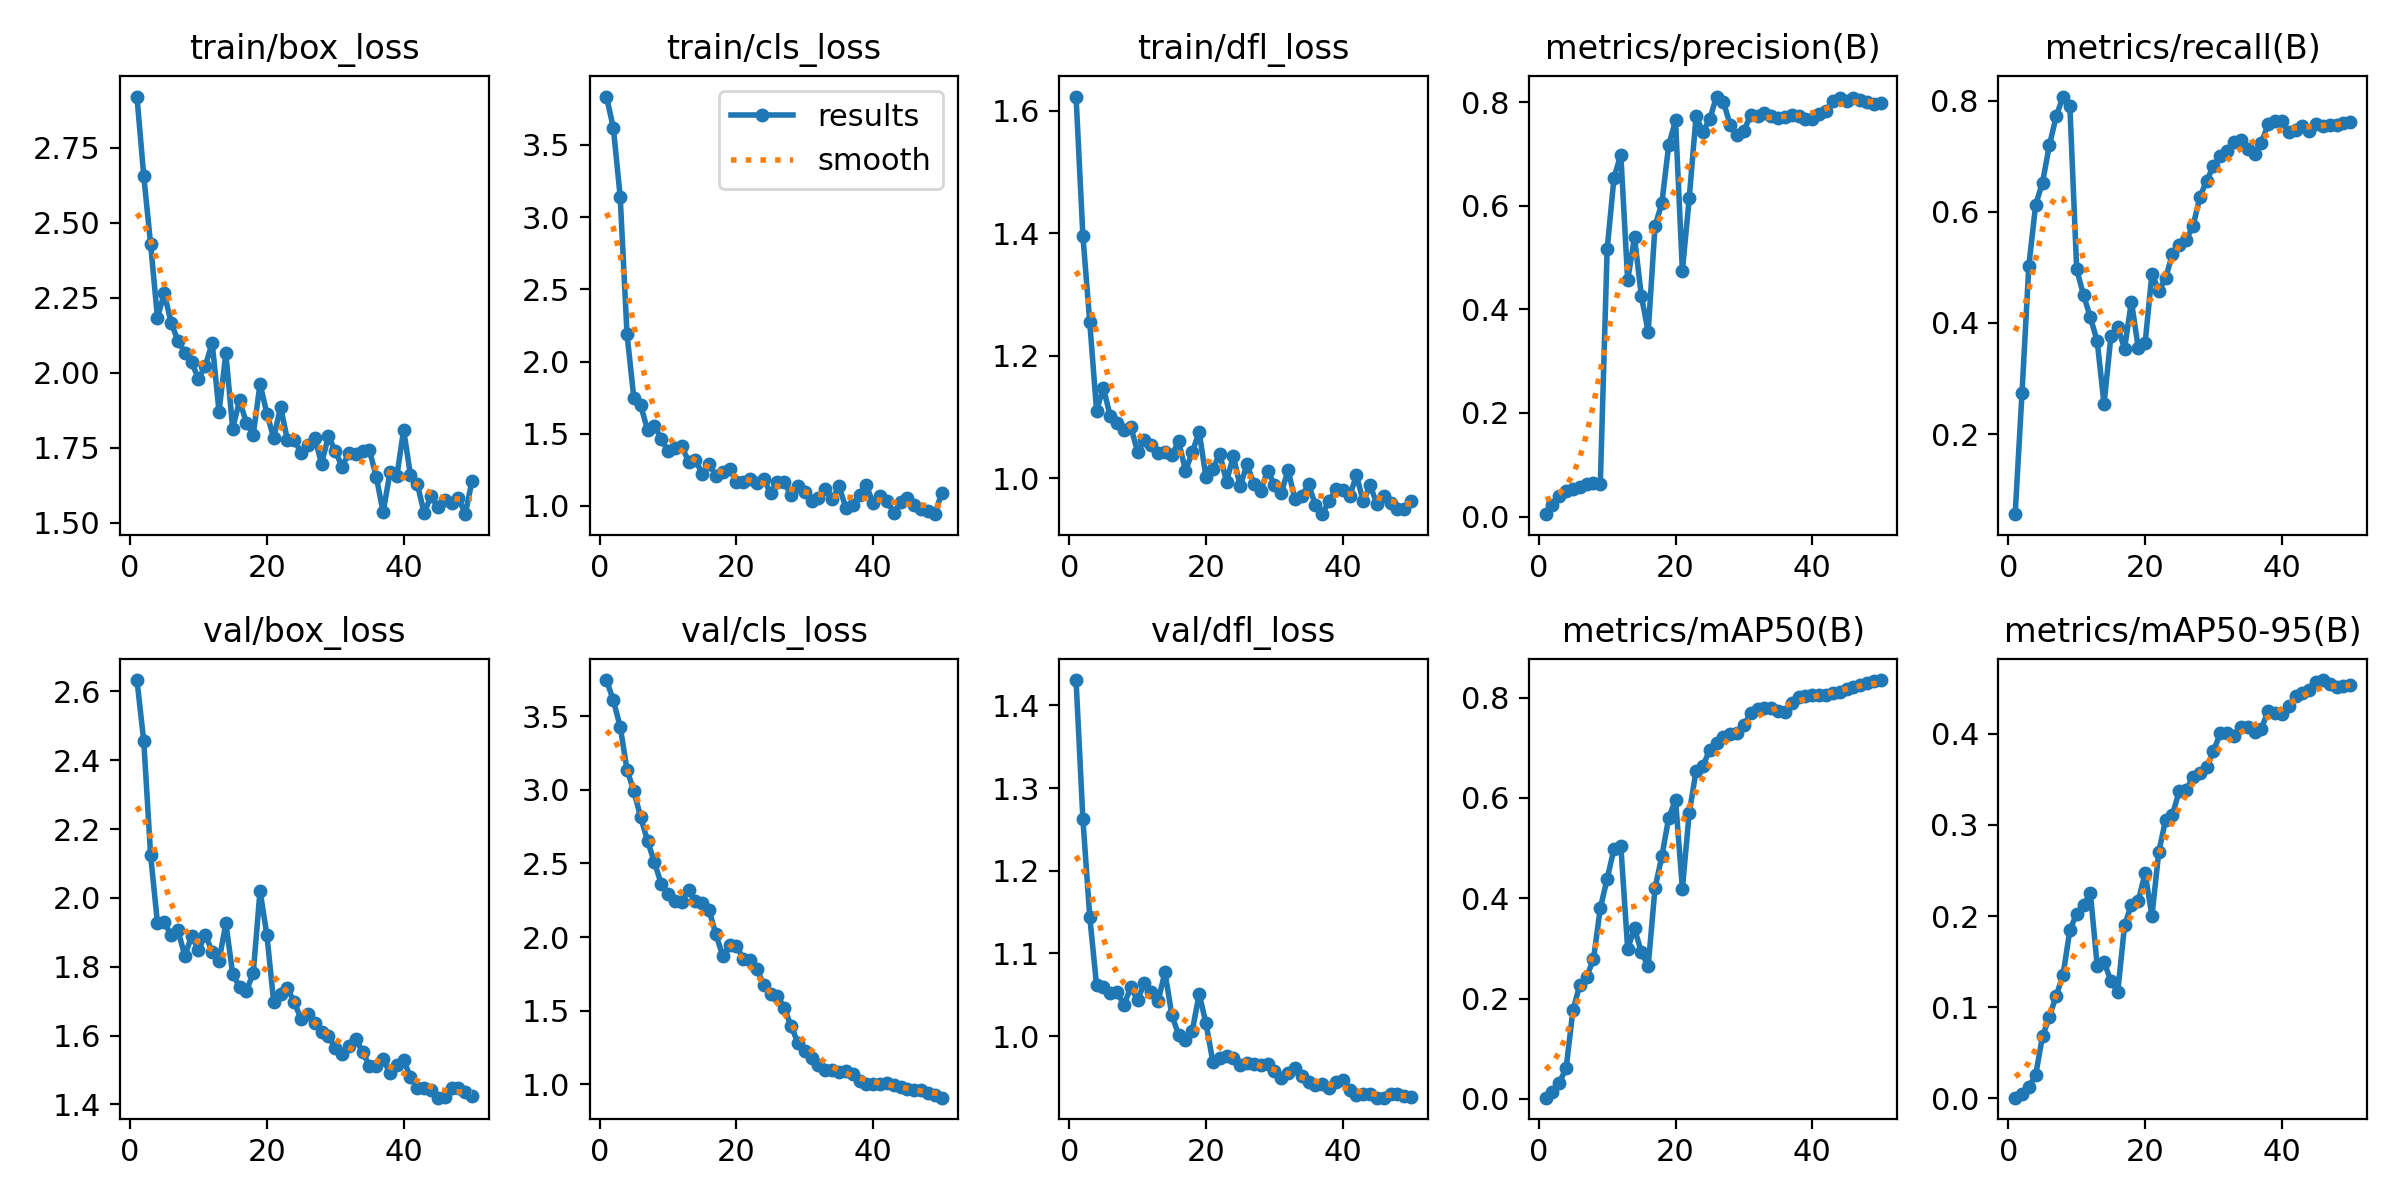 train/box_loss
2.75
2.50
2.25
2.00
1.75
1.50
0 20 40
train/cls_loss
results
smooth
3.5
3.0
2.5
2.0
1.5
1.0
0 20 40
train/dfl_loss
1.6
1.4
1.2
1.0
0 20 40
metrics/precision(B)
0.8
0.6
0.4
0.2
0.0
0 20 40
metrics/recall(B)
0.8
0.6
0.4
0.2
0 20 40
val/box_loss
2.6
2.4
2.2
2.0
1.8
1.6
1.4
0 20 40
val/cls_loss
3.5
3.0
2.5
2.0
1.5
1.0
0 20 40
val/dfl_loss
1.4
1.3
1.2
1.1
1.0
0 20 40
metrics/mAP50(B)
0.8
0.6
0.4
0.2
0.0
0 20 40
metrics/mAP50-95(B)
0.4
0.3
0.2
0.1
0.0
0 20 40